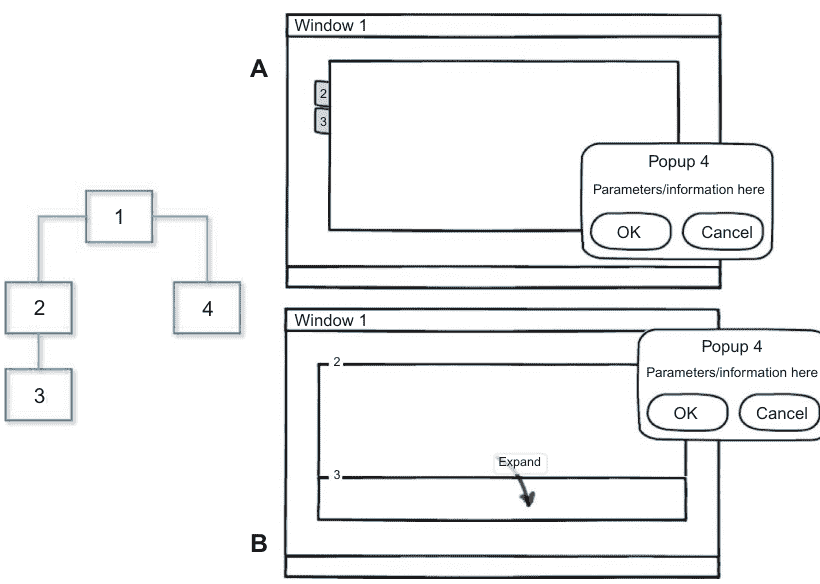 1
2
4
3
A
Window 1
2
3
Popup 4
Parameters/information here
OK
Cancel
B
Window 1
2
Popup 4
Parameters/information here
OK
Cancel
3
Expand